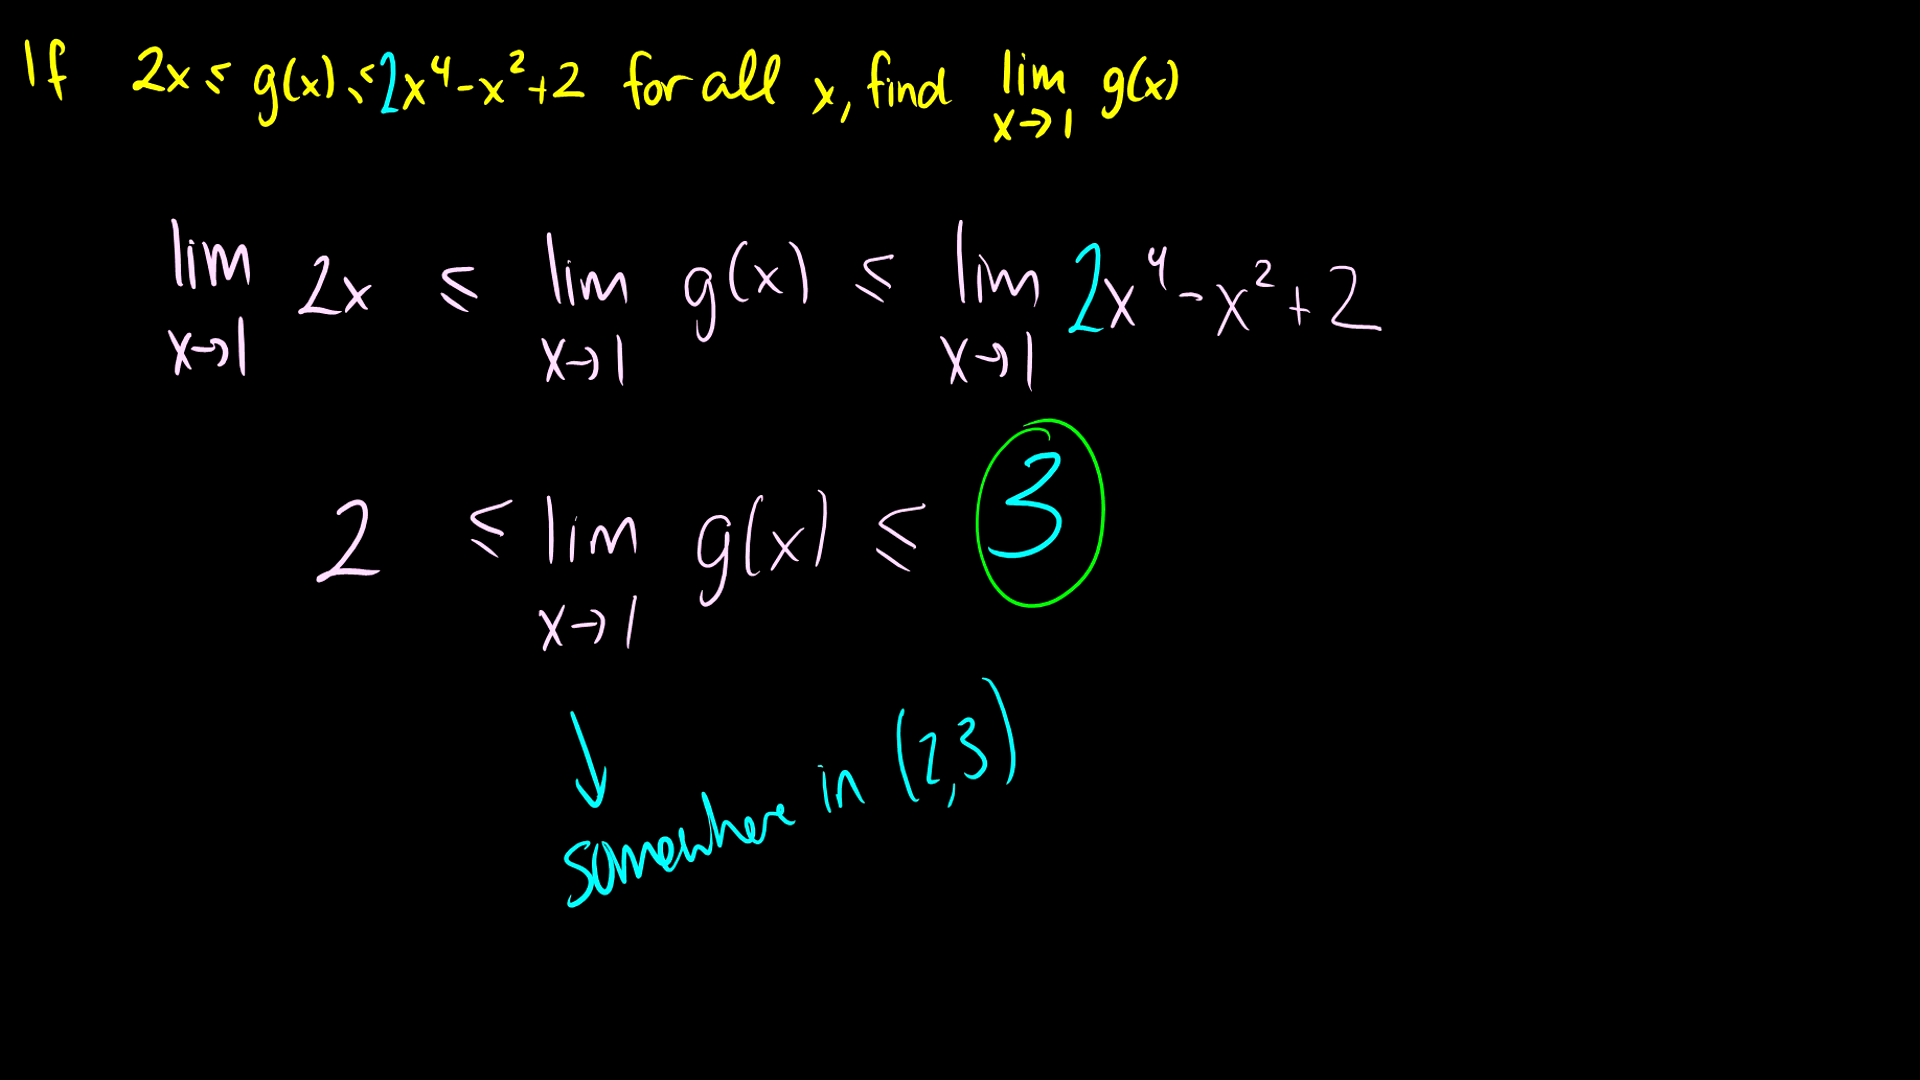 If 2x ≤ g(x) ≤ 2x⁴-x²+2 for all x, find lim x→1 g(x)
lim x→1 2x ≤ lim x→1 g(x) ≤ lim x→1 2x⁴-x²+2
2 ≤ lim x→1 g(x) ≤ 3
↓
somewhere in (2,3)